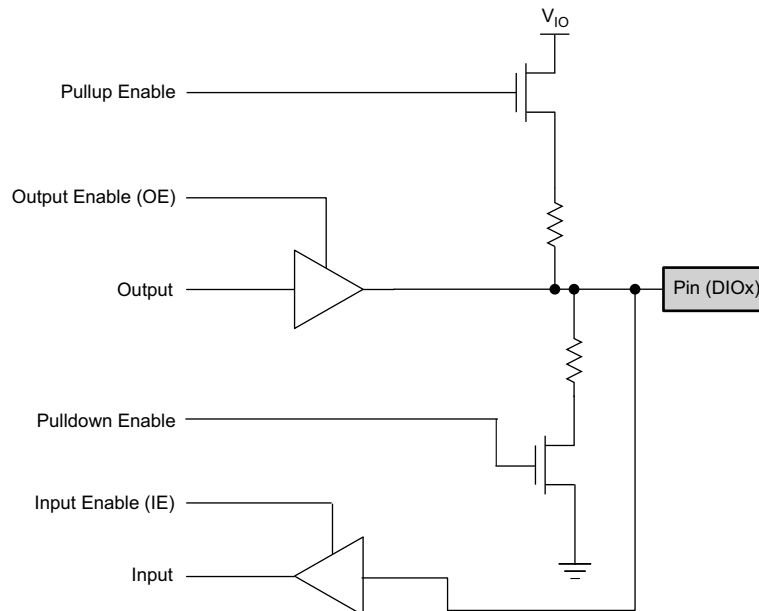 V_IO
Pullup Enable
Output Enable (OE)
Output
Pin (DIOx)
Pulldown Enable
Input Enable (IE)
Input